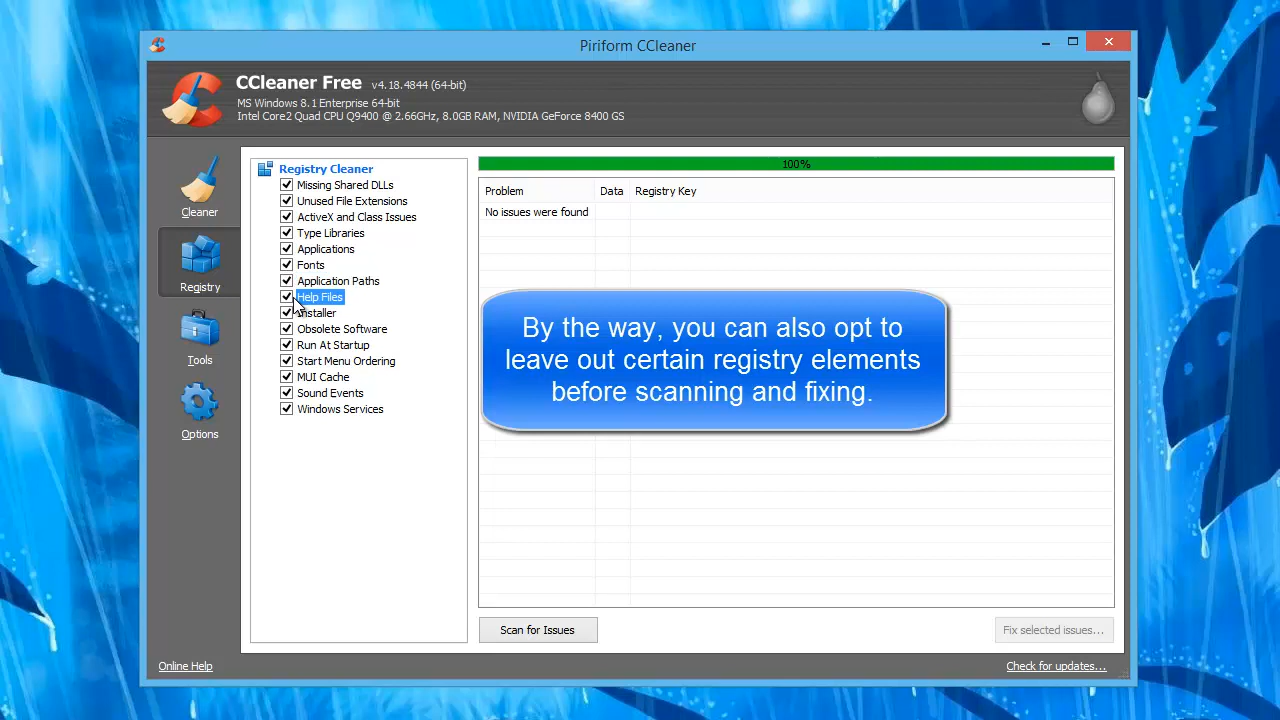 Piriform CCleaner
CCleaner Free v4.18.4844 (64-bit)
MS Windows 8.1 Enterprise 64-bit
Intel Core2 Quad CPU Q9400 @ 2.66GHz, 8.0GB RAM, NVIDIA GeForce 8400 GS
Cleaner
Registry
Tools
Options
Registry Cleaner
Missing Shared DLLs
Unused File Extensions
ActiveX and Class Issues
Type Libraries
Applications
Fonts
Application Paths
Help Files
Installer
Obsolete Software
Run At Startup
Start Menu Ordering
MUI Cache
Sound Events
Windows Services
100%
Problem Data Registry Key
No issues were found
By the way, you can also opt to
leave out certain registry elements
before scanning and fixing.
Scan for Issues
Fix selected issues...
Online Help
Check for updates...